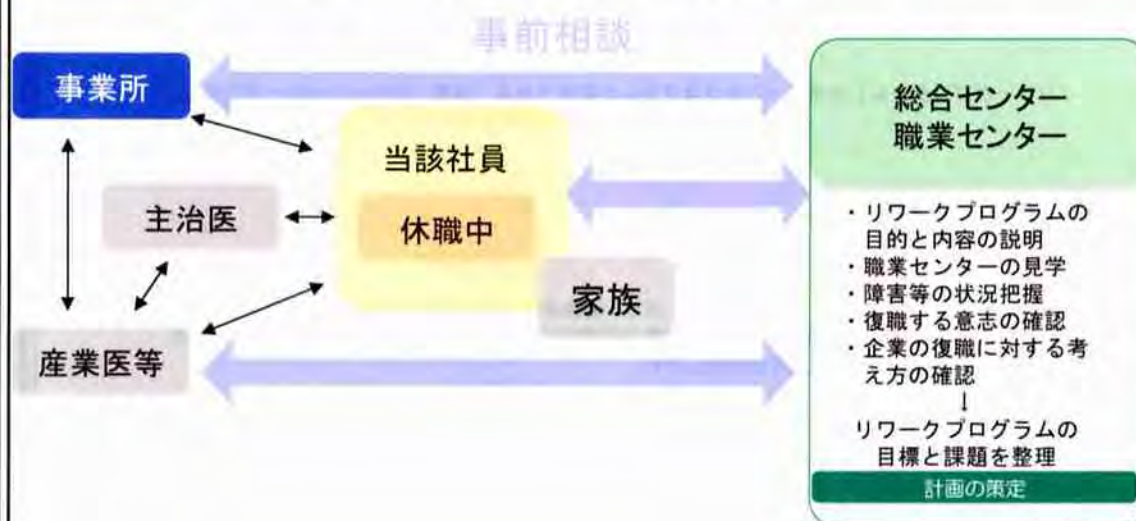 事前相談
事業所
総合センター
職業センター
当該社員
主治医
休職中
家族
産業医等
・リワークプログラムの
目的と内容の説明
・職業センターの見学
・障害等の状況把握
・復職する意志の確認
・企業の復職に対する考
え方の確認
↓
リワークプログラムの
目標と課題を整理
計画の策定